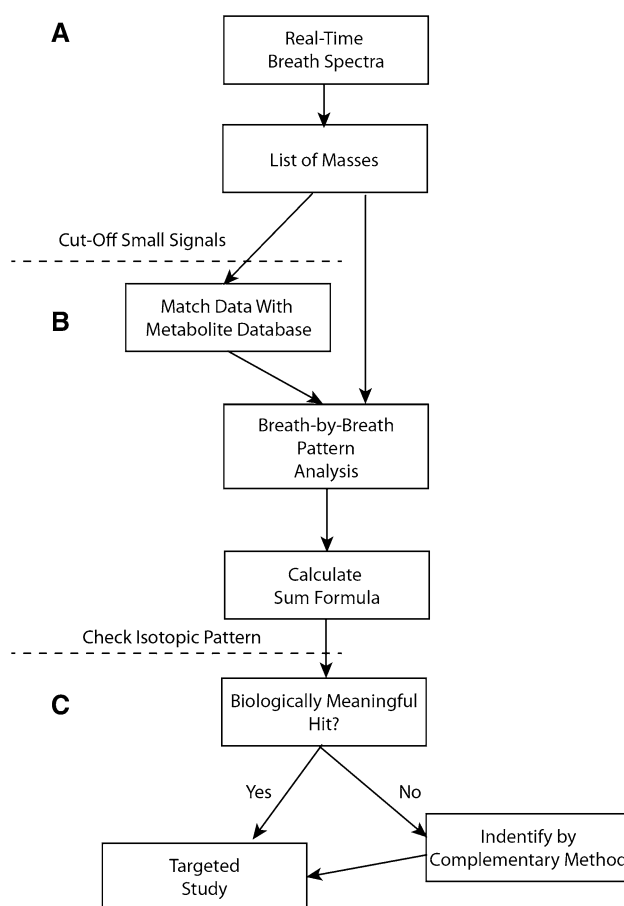 A
Real-Time
Breath Spectra
List of Masses
Cut-Off Small Signals
B
Match Data With
Metabolite Database
Breath-by-Breath
Pattern
Analysis
Calculate
Sum Formula
Check Isotopic Pattern
C
Biologically Meaningful
Hit?
Yes
No
Indentify by
Complementary Method
Targeted
Study